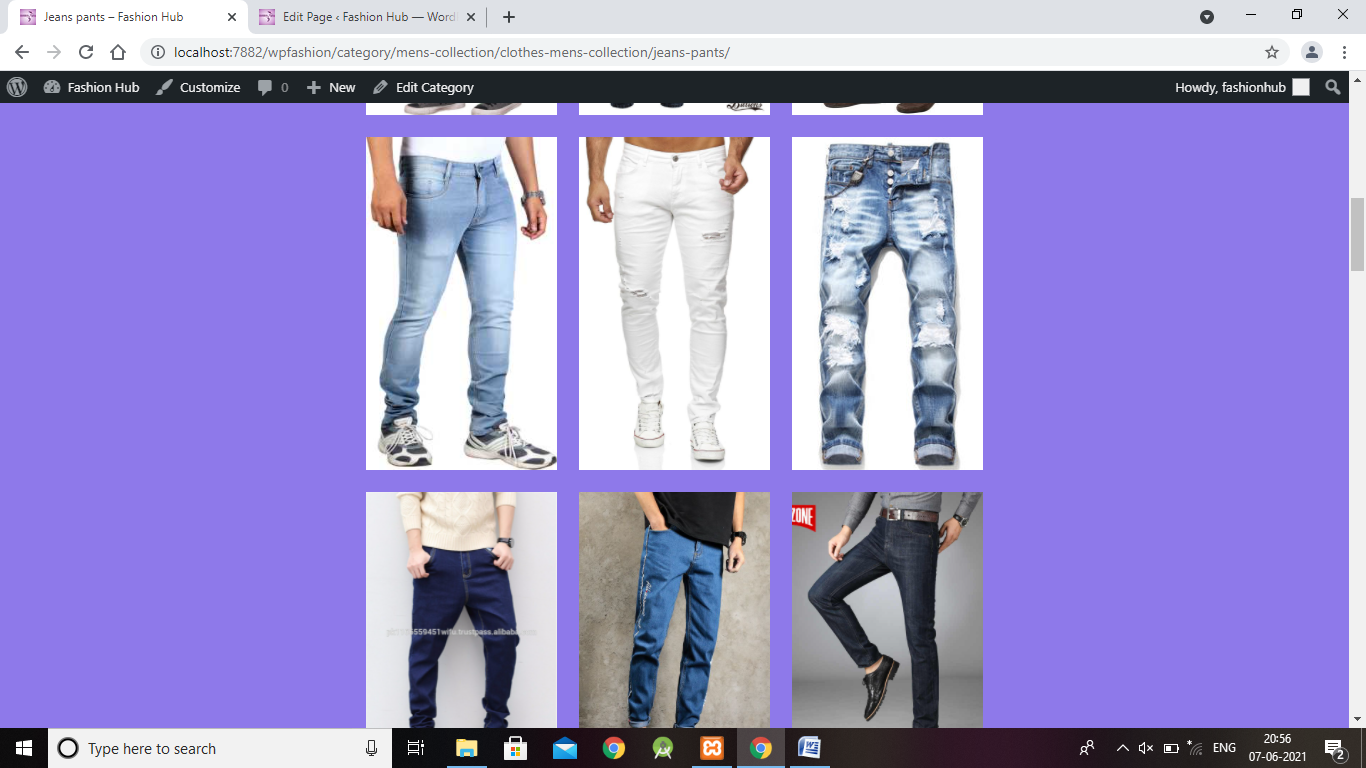 Jeans pants – Fashion Hub
Edit Page ‹ Fashion Hub — Word
localhost:7882/wpfashion/category/mens-collection/clothes-mens-collection/jeans-pants/
Fashion Hub Customize 0 New Edit Category Howdy, fashionhub
ZONE
Type here to search
ENG
20:56
07-06-2021
2